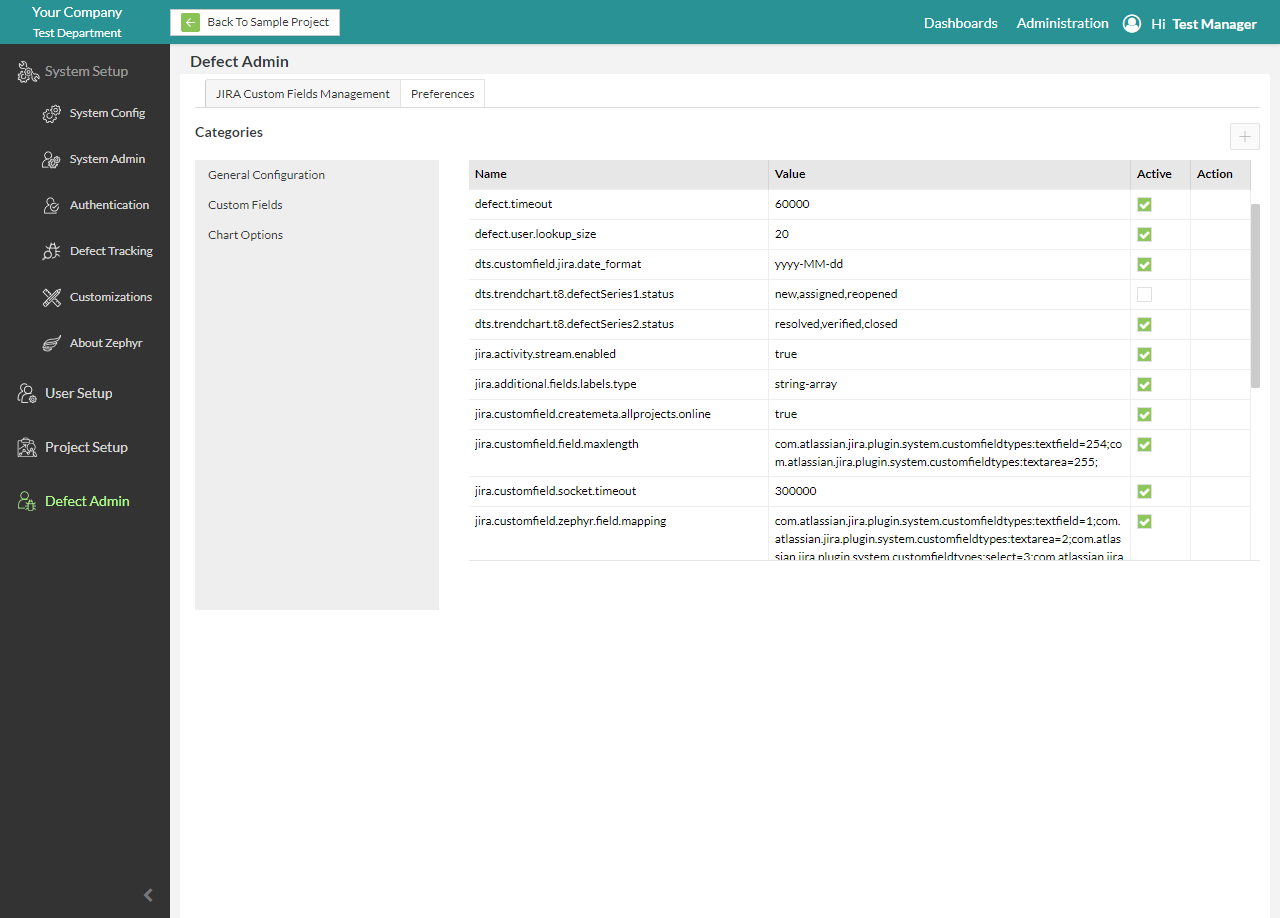 Your Company
Test Department
Back To Sample Project
Dashboards
Administration
Hi Test Manager
System Setup
System Config
System Admin
Authentication
Defect Tracking
Customizations
About Zephyr
User Setup
Project Setup
Defect Admin
Defect Admin
JIRA Custom Fields Management
Preferences
Categories
General Configuration
Custom Fields
Chart Options
Name Value Active Action
defect.timeout 60000
defect.user.lookup_size 20
dts.customfield.jira.date_format yyyy-MM-dd
dts.trendchart.t8.defectSeries1.status new,assigned,reopened
dts.trendchart.t8.defectSeries2.status resolved,verified,closed
jira.activity.stream.enabled true
jira.additional.fields.labels.type string-array
jira.customfield.createmeta.allprojects.online true
jira.customfield.field.maxlength com.atlassian.jira.plugin.system.customfieldtypes:textfield=254;co
m.atlassian.jira.plugin.system.customfieldtypes:textarea=255;
jira.customfield.socket.timeout 300000
jira.customfield.zephyr.field.mapping com.atlassian.jira.plugin.system.customfieldtypes:textfield=1;com.
atlassian.jira.plugin.system.customfieldtypes:textarea=2;com.atlas
sian.jira.plugin.system.customfieldtypes:select=3;com.atlassian.jira